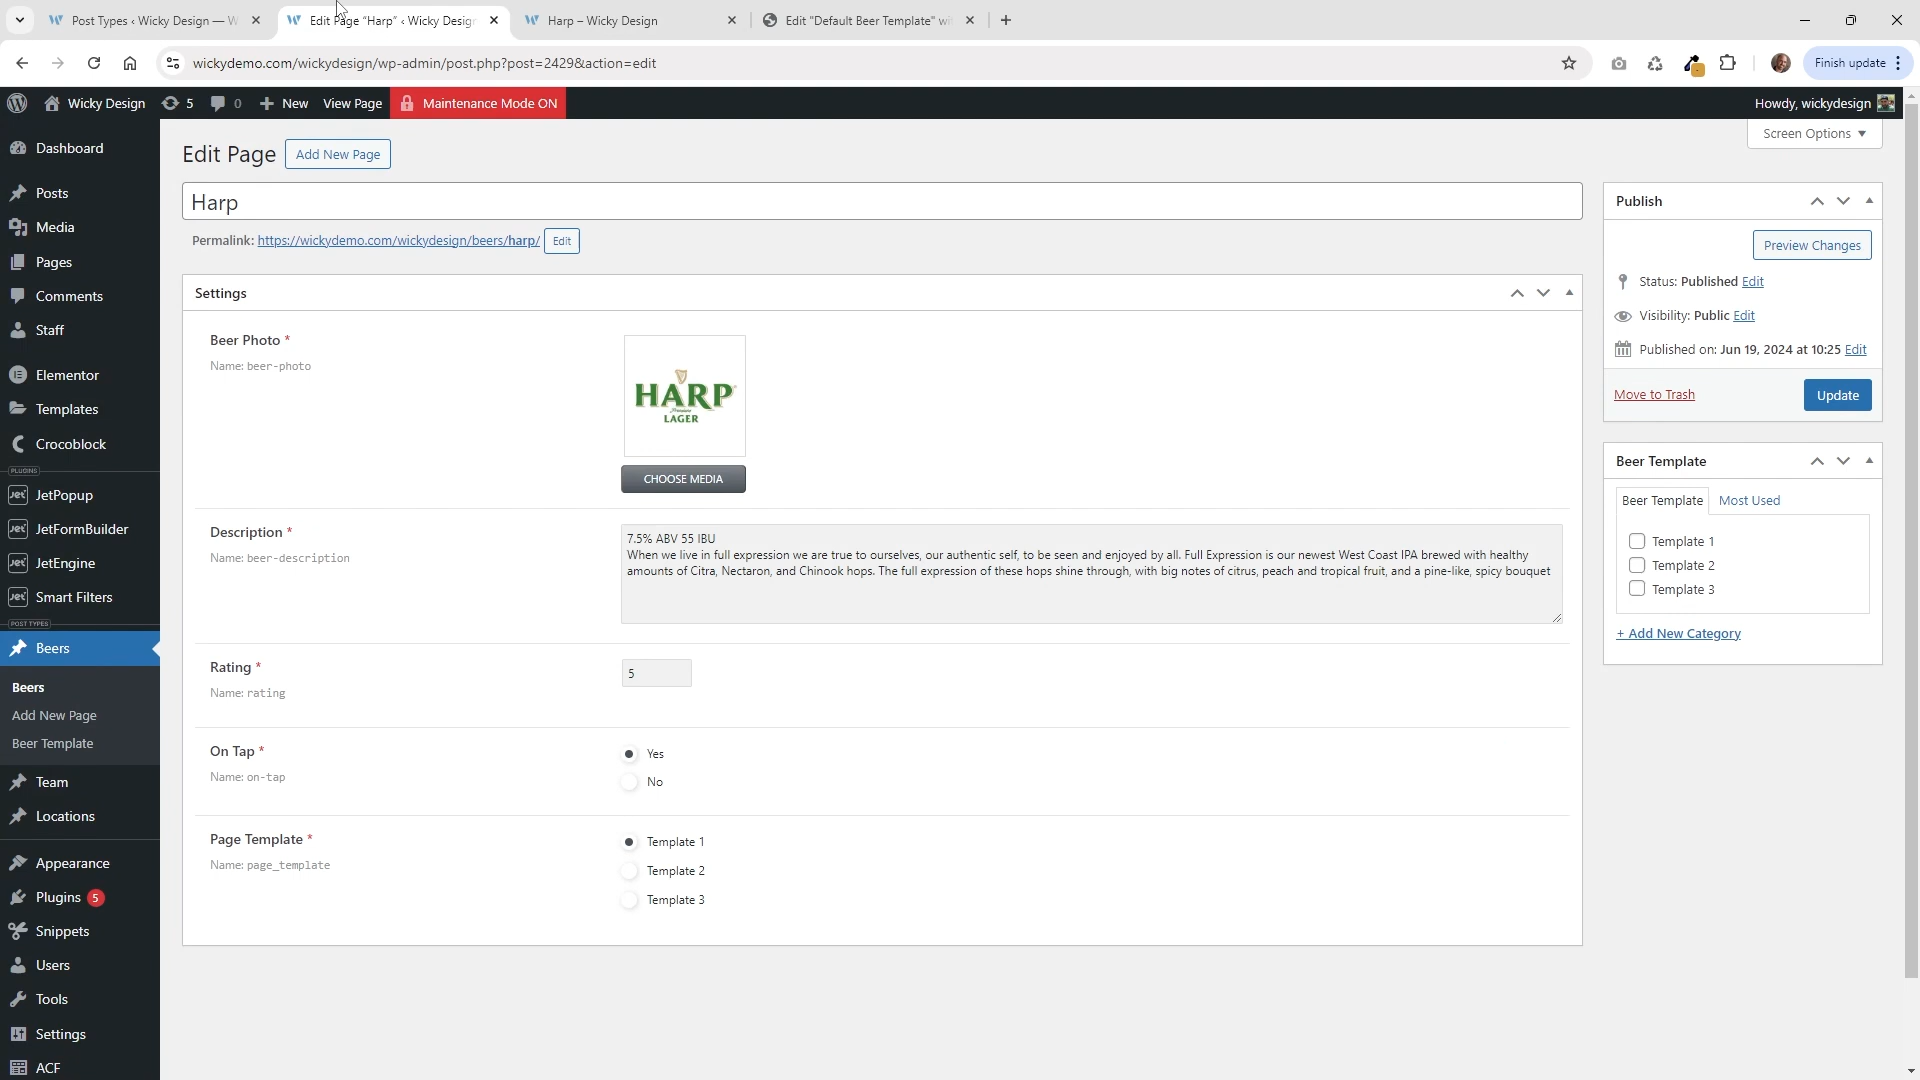 Post Types ‹ Wicky Design — W
Edit Page "Harp" ‹ Wicky Design
Harp – Wicky Design
Edit "Default Beer Template" wi
wickydemo.com/wickydesign/wp-admin/post.php?post=2429&action=edit
Finish update
Wicky Design
5
0
New
View Page
Maintenance Mode ON
Howdy, wickydesign
Screen Options
Dashboard
Posts
Media
Pages
Comments
Staff
Elementor
Templates
Crocoblock
PLUGINS
Jet JetPopup
Jet JetFormBuilder
Jet JetEngine
Jet Smart Filters
POST TYPES
Beers
Beers
Add New Page
Beer Template
Team
Locations
Appearance
Plugins 5
Snippets
Users
Tools
Settings
ACF
Edit Page
Add New Page
Harp
Permalink: https://wickydemo.com/wickydesign/beers/harp/ Edit
Settings
Beer Photo *
Name: beer-photo
HARP
Premium
LAGER
CHOOSE MEDIA
Description *
Name: beer-description
7.5% ABV 55 IBU
When we live in full expression we are true to ourselves, our authentic self, to be seen and enjoyed by all. Full Expression is our newest West Coast IPA brewed with healthy
amounts of Citra, Nectaron, and Chinook hops. The full expression of these hops shine through, with big notes of citrus, peach and tropical fruit, and a pine-like, spicy bouquet
Rating *
Name: rating
5
On Tap *
Name: on-tap
Yes
No
Page Template *
Name: page_template
Template 1
Template 2
Template 3
Publish
Preview Changes
Status: Published Edit
Visibility: Public Edit
Published on: Jun 19, 2024 at 10:25 Edit
Move to Trash
Update
Beer Template
Beer Template
Most Used
Template 1
Template 2
Template 3
+ Add New Category